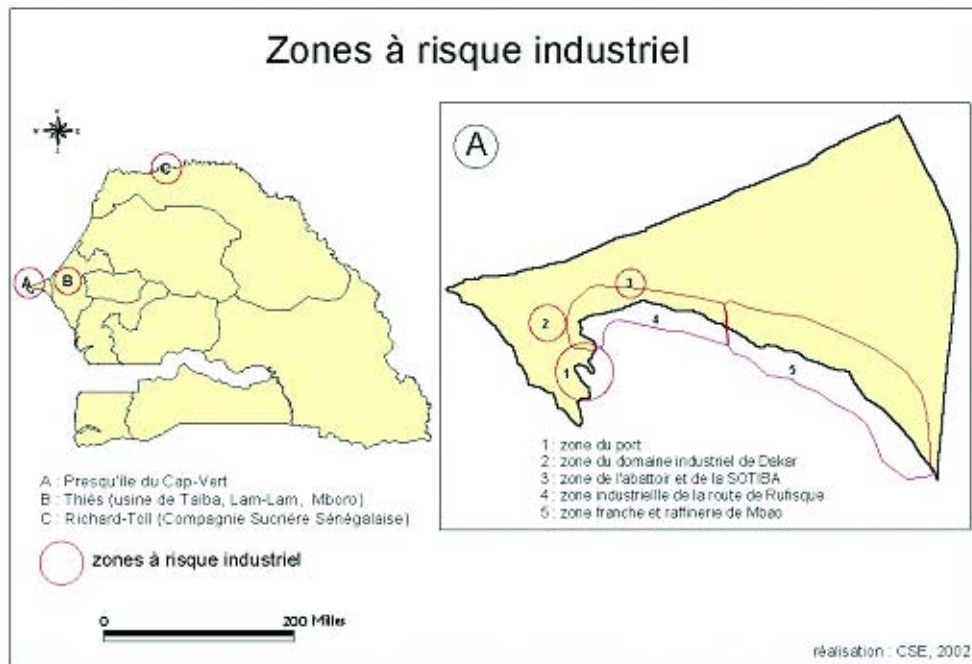 Zones à risque industriel
N
V
E
S
C
A
B
A
3
2
4
1
5
1 : zone du port
2 : zone du domaine industriel de Dakar
3 : zone de l'abattoir et de la SOTIBA
4 : zone industrielle de la route de Rufisque
5 : zone franche et raffinerie de Mbao
A : Presqu'île du Cap-Vert
B : Thiès (usine de Taiba, Lam-Lam, Mboro)
C : Richard-Toll (Compagnie Sucrière Sénégalaise)
zones à risque industriel
0 200 Milles
réalisation : CSE, 2002